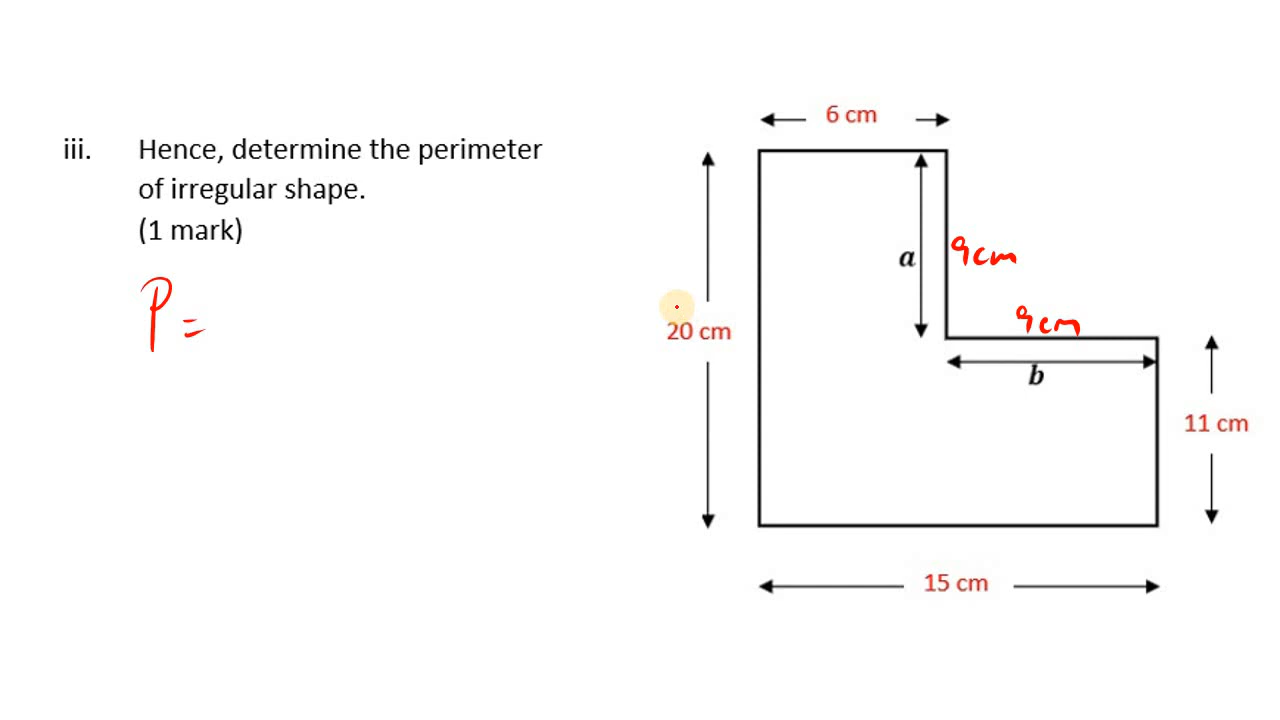 6 cm
iii. Hence, determine the perimeter
of irregular shape.
(1 mark)
a 9cm
P =
20 cm
9cm
b
11 cm
15 cm